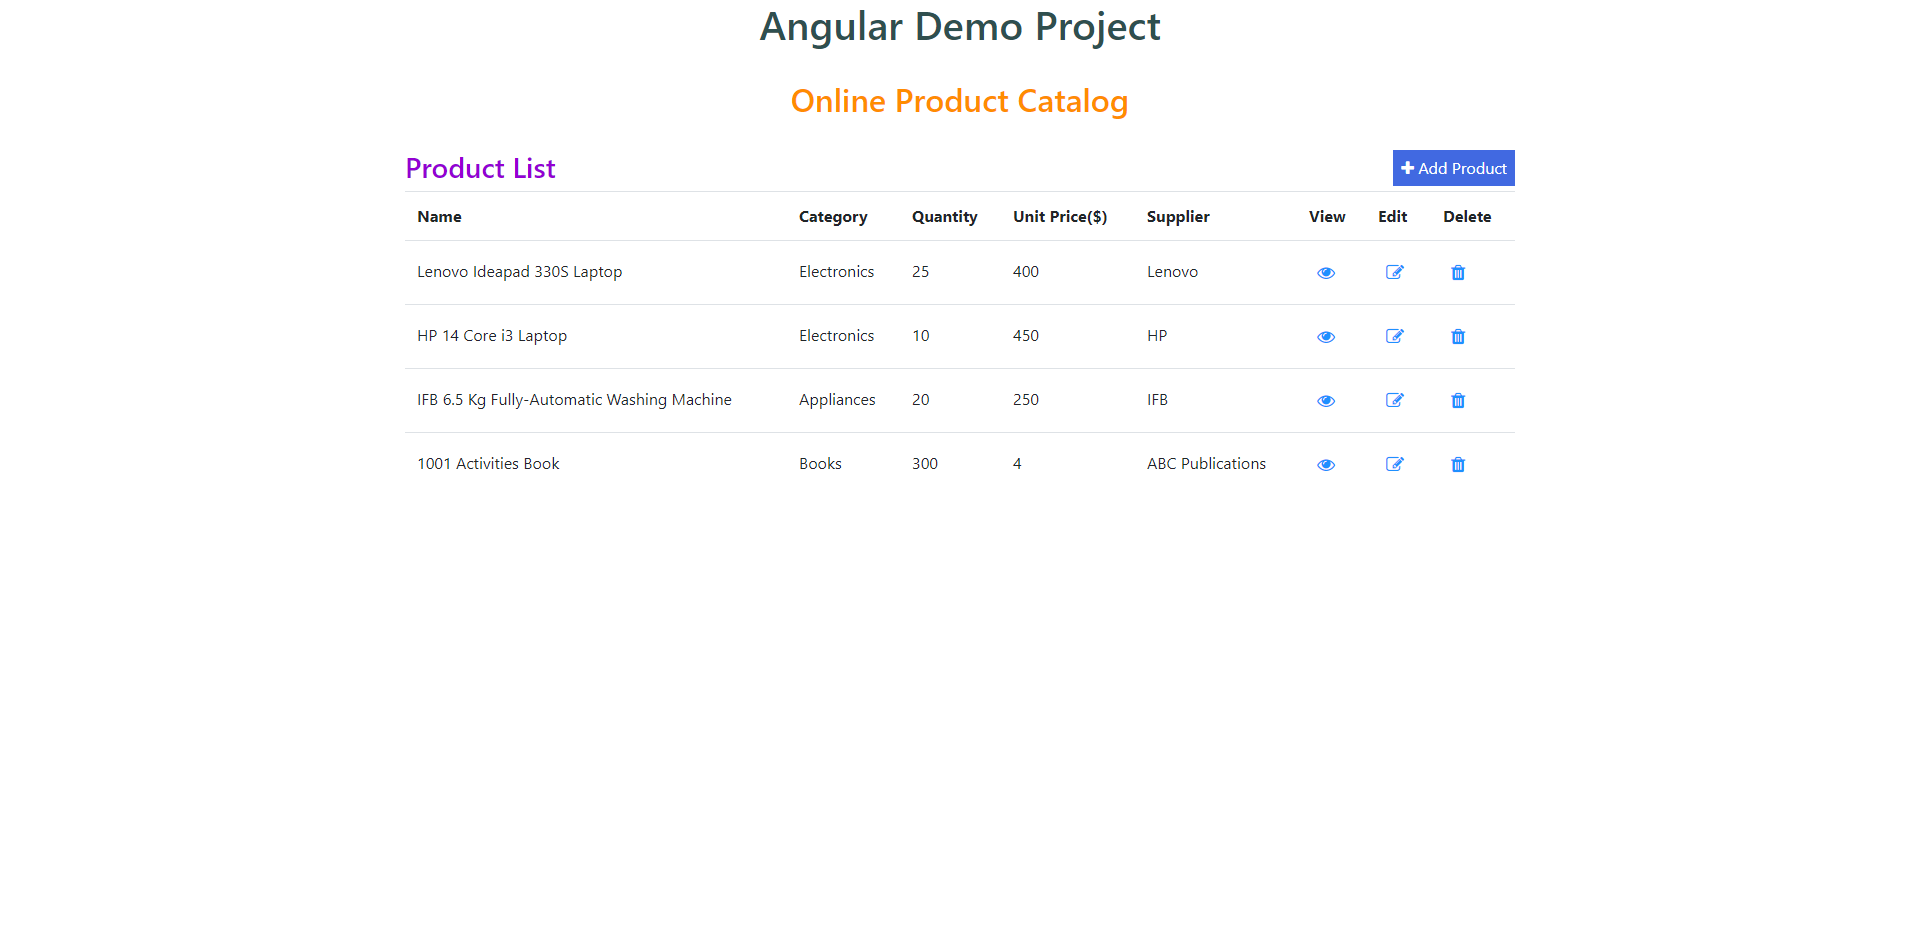 Angular Demo Project
Online Product Catalog
Product List Add Product
Name Category Quantity Unit Price($) Supplier View Edit Delete
Lenovo Ideapad 330S Laptop Electronics 25 400 Lenovo
HP 14 Core i3 Laptop Electronics 10 450 HP
IFB 6.5 Kg Fully-Automatic Washing Machine Appliances 20 250 IFB
1001 Activities Book Books 300 4 ABC Publications